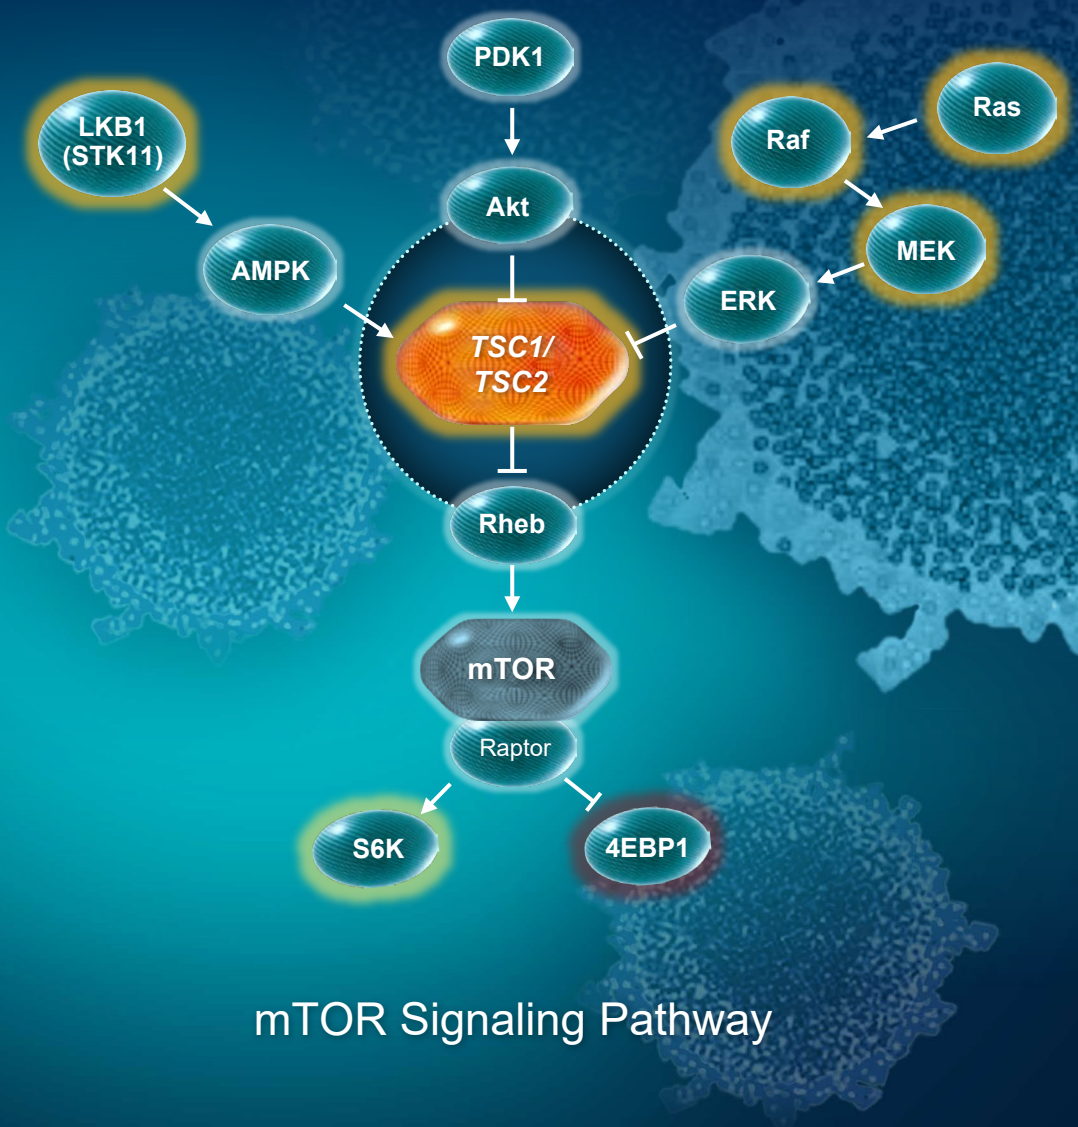 PDK1
LKB1
(STK11)
Ras
Raf
Akt
AMPK
MEK
ERK
TSC1/
TSC2
Rheb
mTOR
Raptor
S6K
4EBP1
mTOR Signaling Pathway